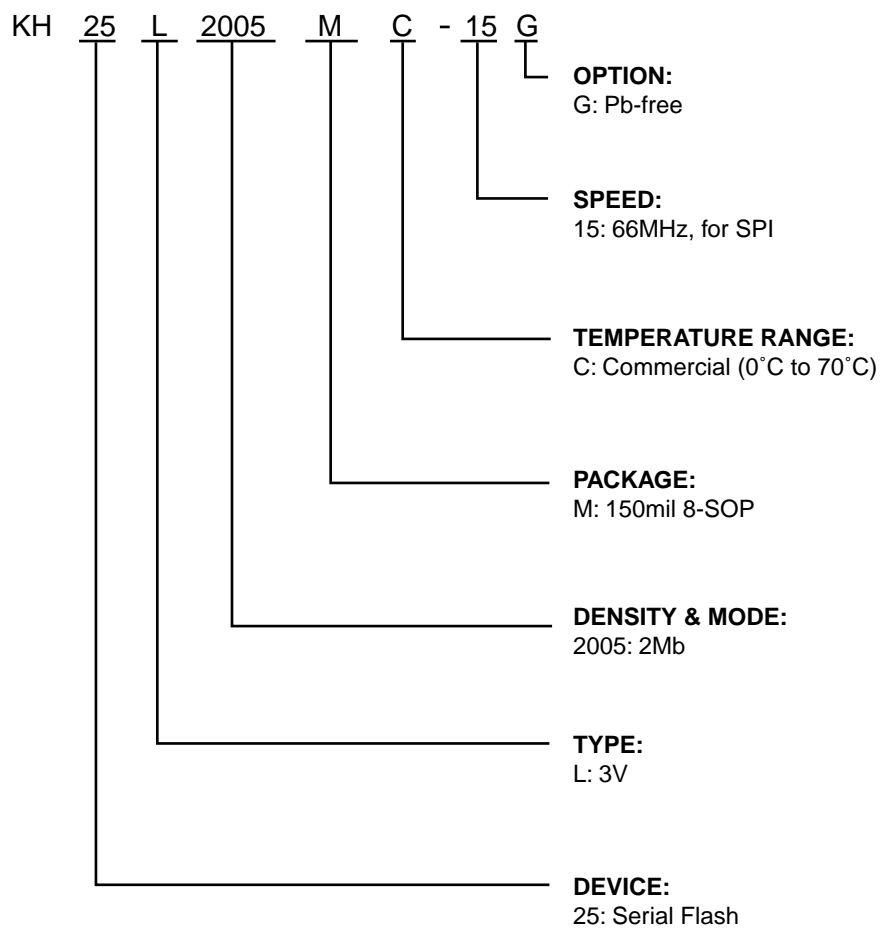 KH 25 L 2005 M C - 15 G
OPTION:
G: Pb-free
SPEED:
15: 66MHz, for SPI
TEMPERATURE RANGE:
C: Commercial (0˚C to 70˚C)
PACKAGE:
M: 150mil 8-SOP
DENSITY & MODE:
2005: 2Mb
TYPE:
L: 3V
DEVICE:
25: Serial Flash